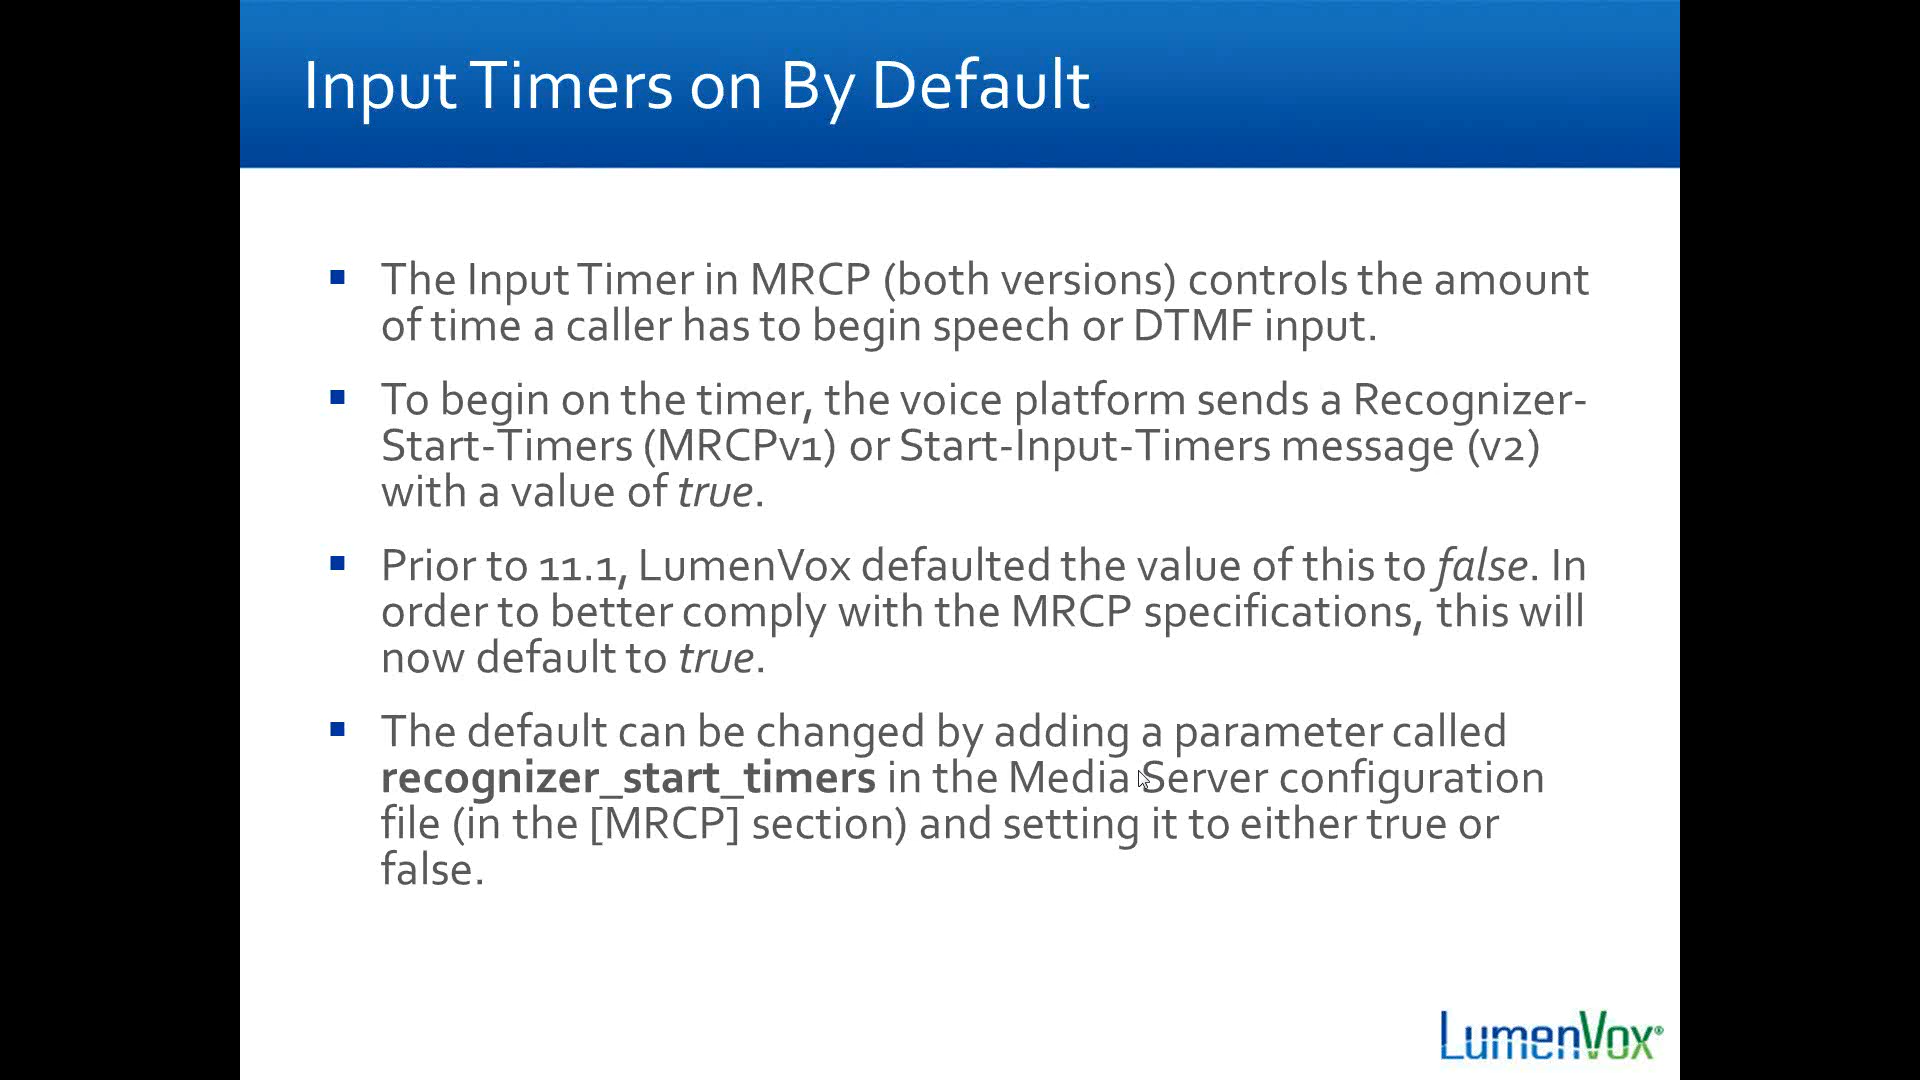 Input Timers on By Default
▪ The Input Timer in MRCP (both versions) controls the amount
of time a caller has to begin speech or DTMF input.
▪ To begin on the timer, the voice platform sends a Recognizer-
Start-Timers (MRCPv1) or Start-Input-Timers message (v2)
with a value of true.
▪ Prior to 11.1, LumenVox defaulted the value of this to false. In
order to better comply with the MRCP specifications, this will
now default to true.
▪ The default can be changed by adding a parameter called
recognizer_start_timers in the Media Server configuration
file (in the [MRCP] section) and setting it to either true or
false.
LumenVox®